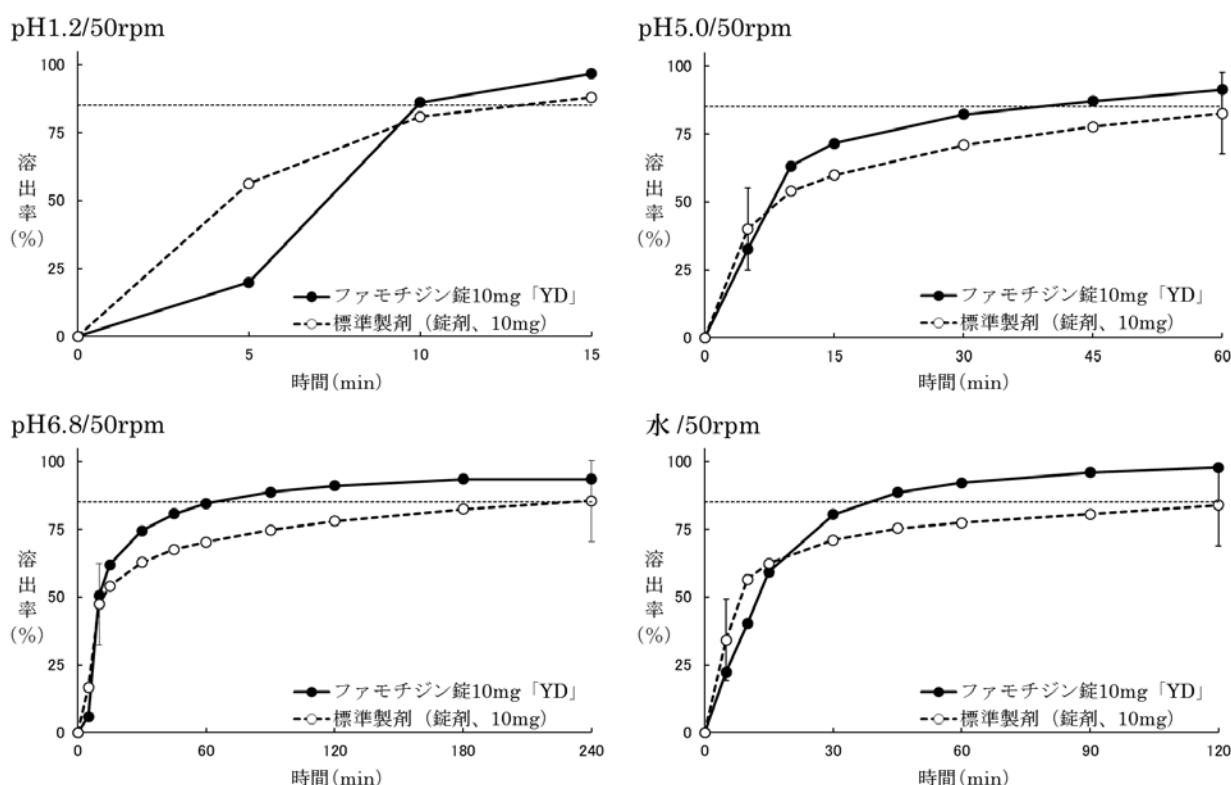 pH1.2/50rpm
100
75
50
25
0
溶出率(%)
0 5 10 15
時間(min)
ファモチジン錠10mg「YD」
標準製剤（錠剤、10mg）
pH5.0/50rpm
100
75
50
25
0
溶出率(%)
0 15 30 45 60
時間(min)
ファモチジン錠10mg「YD」
標準製剤（錠剤、10mg）
pH6.8/50rpm
100
75
50
25
0
溶出率(%)
0 60 120 180 240
時間(min)
ファモチジン錠10mg「YD」
標準製剤（錠剤、10mg）
水 /50rpm
100
75
50
25
0
溶出率(%)
0 30 60 90 120
時間(min)
ファモチジン錠10mg「YD」
標準製剤（錠剤、10mg）